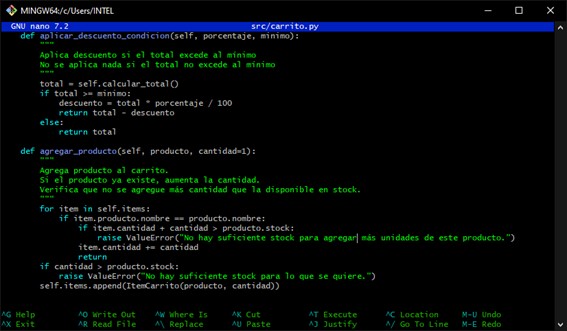 MINGW64:/c/Users/INTEL
GNU nano 7.2 src/carrito.py
def aplicar_descuento_condicion(self, porcentaje, minimo):
"""
Aplica descuento si el total excede al mínimo
No se aplica nada si el total no excede al mínimo
"""
total = self.calcular_total()
if total >= minimo:
descuento = total * porcentaje / 100
return total - descuento
else:
return total
def agregar_producto(self, producto, cantidad=1):
"""
Agrega producto al carrito.
Si el producto ya existe, aumenta la cantidad.
Verifica que no se agregue más cantidad que la disponible en stock.
"""
for item in self.items:
if item.producto.nombre == producto.nombre:
if item.cantidad + cantidad > producto.stock:
raise ValueError("No hay suficiente stock para agregar más unidades de este producto.")
item.cantidad += cantidad
return
if cantidad > producto.stock:
raise ValueError("No hay suficiente stock para lo que se quiere.")
self.items.append(ItemCarrito(producto, cantidad))
^G Help ^O Write Out ^W Where Is ^K Cut ^T Execute ^C Location M-U Undo
^X Exit ^R Read File ^\ Replace ^U Paste ^J Justify ^/ Go To Line M-E Redo